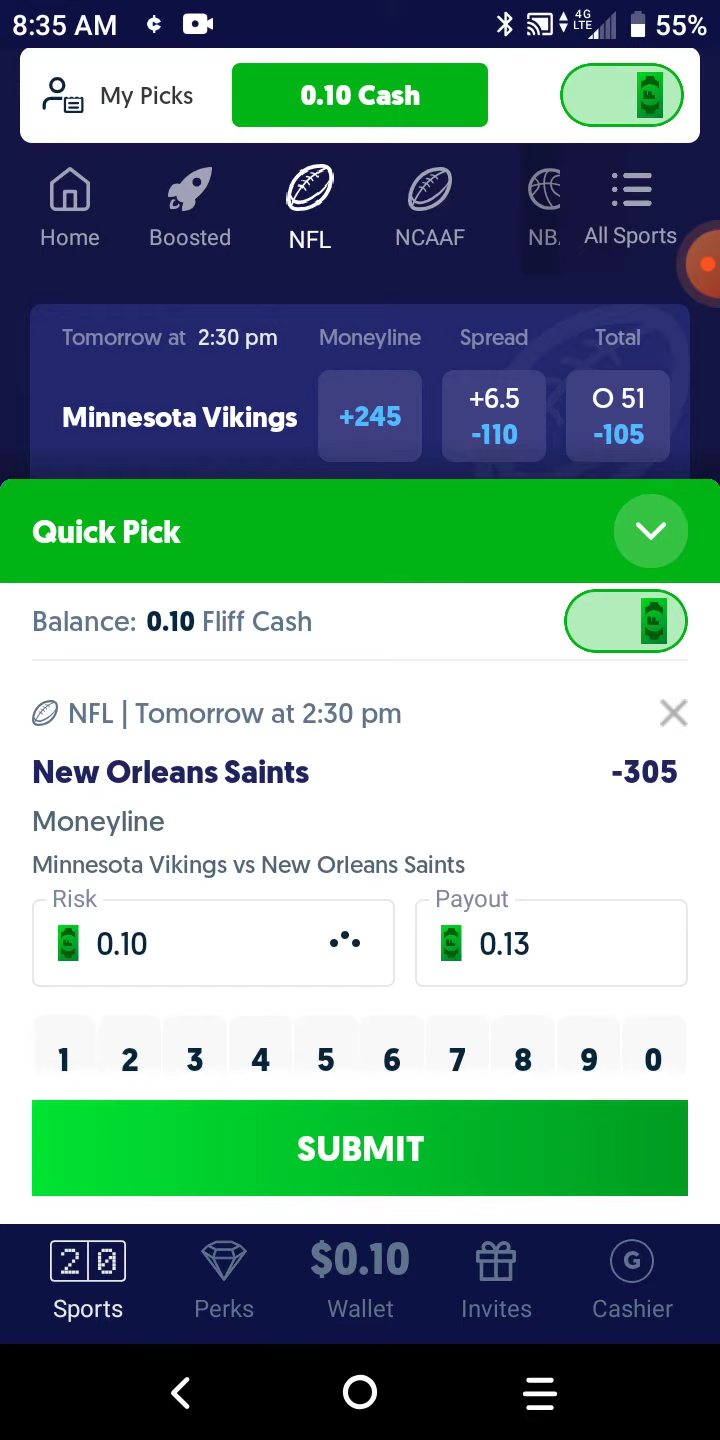 8:35 AM 4G LTE 55%
My Picks 0.10 Cash
Home Boosted NFL NCAAF NB. All Sports
Tomorrow at 2:30 pm Moneyline Spread Total
Minnesota Vikings +245 +6.5 -110 O 51 -105
Quick Pick
Balance: 0.10 Fliff Cash
NFL | Tomorrow at 2:30 pm
New Orleans Saints -305
Moneyline
Minnesota Vikings vs New Orleans Saints
Risk Payout
0.10 0.13
1 2 3 4 5 6 7 8 9 0
SUBMIT
20 $0.10 G
Sports Perks Wallet Invites Cashier